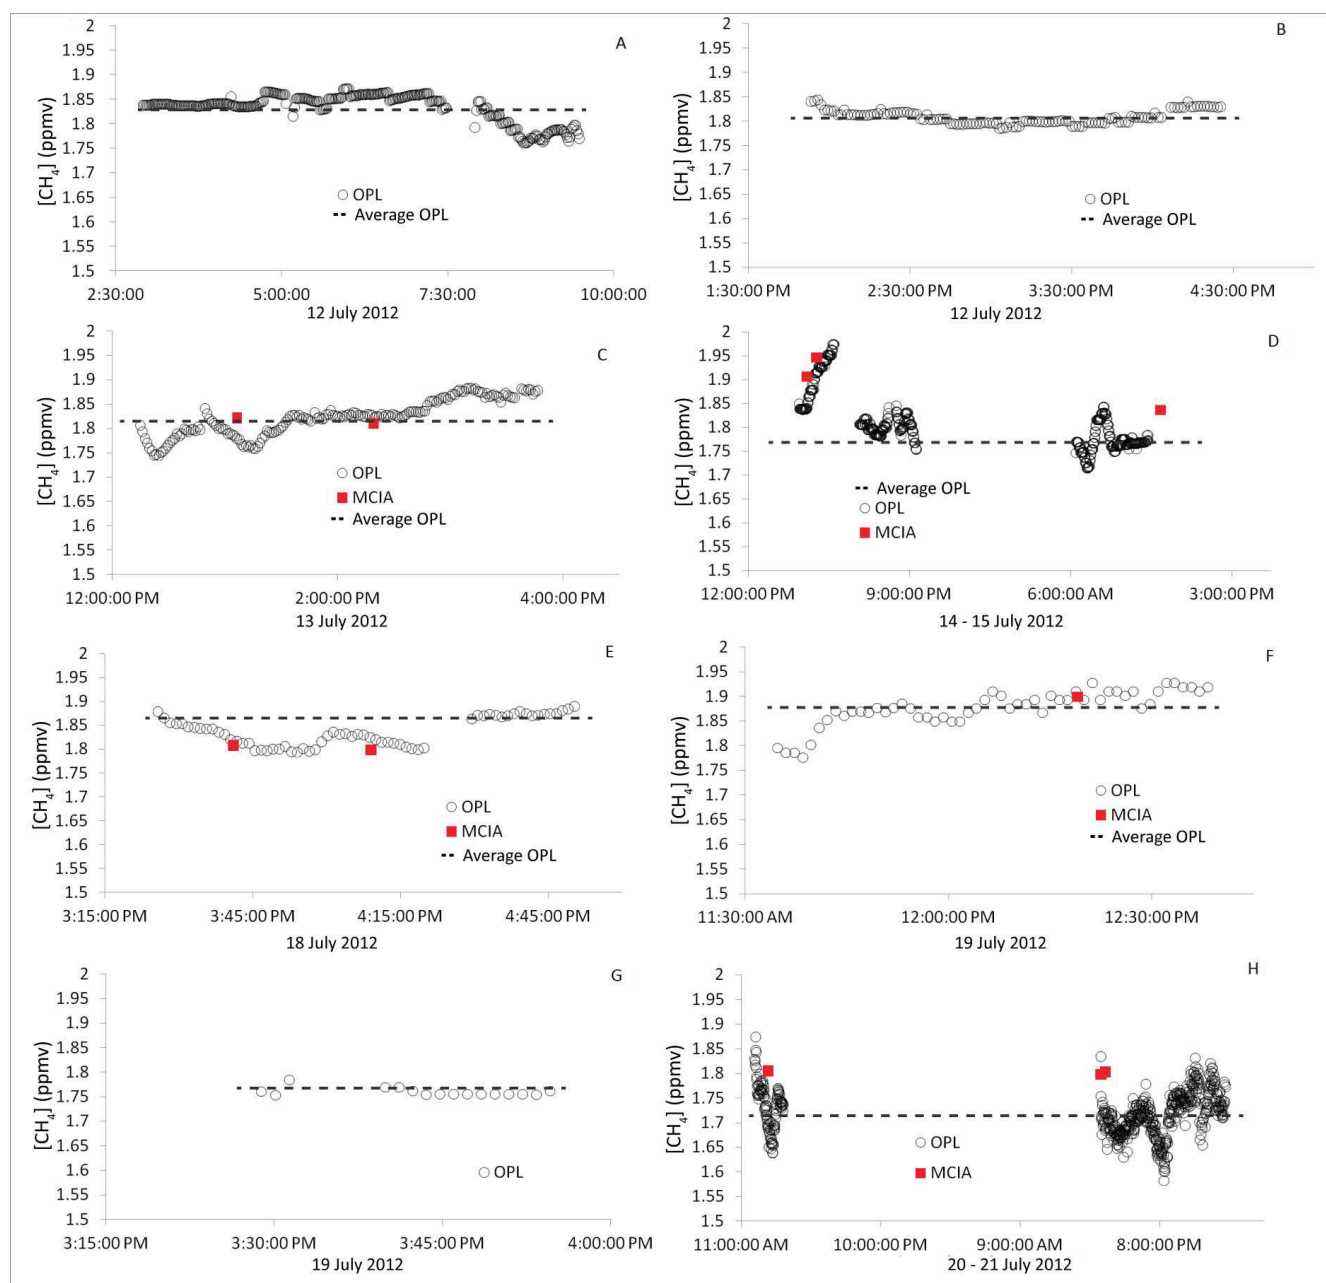 A
[CH4] (ppmv)
2
1.95
1.9
1.85
1.8
1.75
1.7
1.65
1.6
1.55
1.5
OPL
Average OPL
2:30:00 5:00:00 7:30:00 10:00:00
12 July 2012
B
[CH4] (ppmv)
2
1.95
1.9
1.85
1.8
1.75
1.7
1.65
1.6
1.55
1.5
OPL
Average OPL
1:30:00 PM 2:30:00 PM 3:30:00 PM 4:30:00 PM
12 July 2012
C
[CH4] (ppmv)
2
1.95
1.9
1.85
1.8
1.75
1.7
1.65
1.6
1.55
1.5
OPL
MCIA
Average OPL
12:00:00 PM 2:00:00 PM 4:00:00 PM
13 July 2012
D
[CH4] (ppmv)
2
1.95
1.9
1.85
1.8
1.75
1.7
1.65
1.6
1.55
1.5
Average OPL
OPL
MCIA
12:00:00 PM 9:00:00 PM 6:00:00 AM 3:00:00 PM
14 - 15 July 2012
E
[CH4] (ppmv)
2
1.95
1.9
1.85
1.8
1.75
1.7
1.65
1.6
1.55
1.5
OPL
MCIA
Average OPL
3:15:00 PM 3:45:00 PM 4:15:00 PM 4:45:00 PM
18 July 2012
F
[CH4] (ppmv)
2
1.95
1.9
1.85
1.8
1.75
1.7
1.65
1.6
1.55
1.5
OPL
MCIA
Average OPL
11:30:00 AM 12:00:00 PM 12:30:00 PM
19 July 2012
G
[CH4] (ppmv)
2
1.95
1.9
1.85
1.8
1.75
1.7
1.65
1.6
1.55
1.5
OPL
3:15:00 PM 3:30:00 PM 3:45:00 PM 4:00:00 PM
19 July 2012
H
[CH4] (ppmv)
2
1.95
1.9
1.85
1.8
1.75
1.7
1.65
1.6
1.55
1.5
OPL
MCIA
11:00:00 AM 10:00:00 PM 9:00:00 AM 8:00:00 PM
20 - 21 July 2012